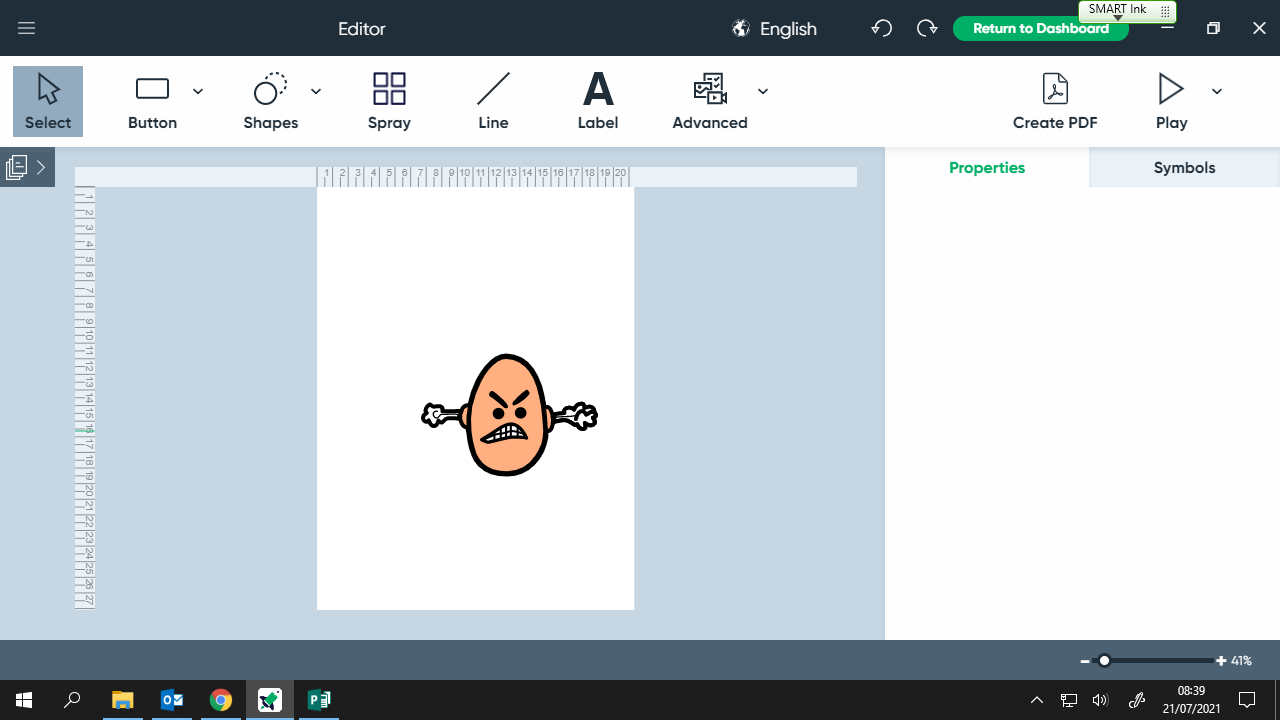 SMART Ink
Editor
English
Return to Dashboard
Select
Button
Shapes
Spray
Line
Label
Advanced
Create PDF
Play
Properties
Symbols
1 2 3 4 5 6 7 8 9 10 11 12 13 14 15 16 17 18 19 20
1
2
3
4
5
6
7
8
9
10
11
12
13
14
15
16
17
18
19
20
21
22
23
24
25
26
27
41%
08:39
21/07/2021